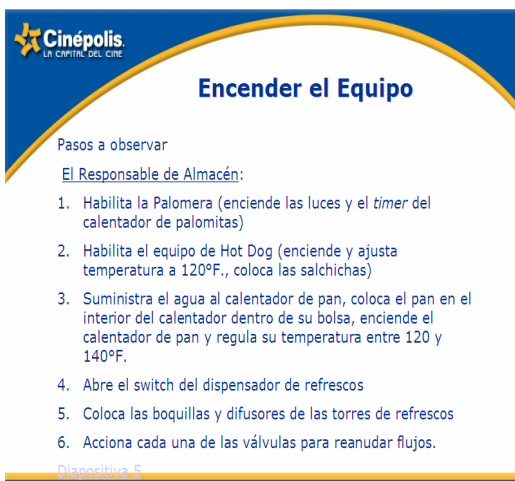 Cinépolis.
LA CAPITAL DEL CINE
Encender el Equipo
Pasos a observar
El Responsable de Almacén:
1. Habilita la Palomera (enciende las luces y el timer del
calentador de palomitas)
2. Habilita el equipo de Hot Dog (enciende y ajusta
temperatura a 120°F., coloca las salchichas)
3. Suministra el agua al calentador de pan, coloca el pan en el
interior del calentador dentro de su bolsa, enciende el
calentador de pan y regula su temperatura entre 120 y
140°F.
4. Abre el switch del dispensador de refrescos
5. Coloca las boquillas y difusores de las torres de refrescos
6. Acciona cada una de las válvulas para reanudar flujos.
Diapositiva 5